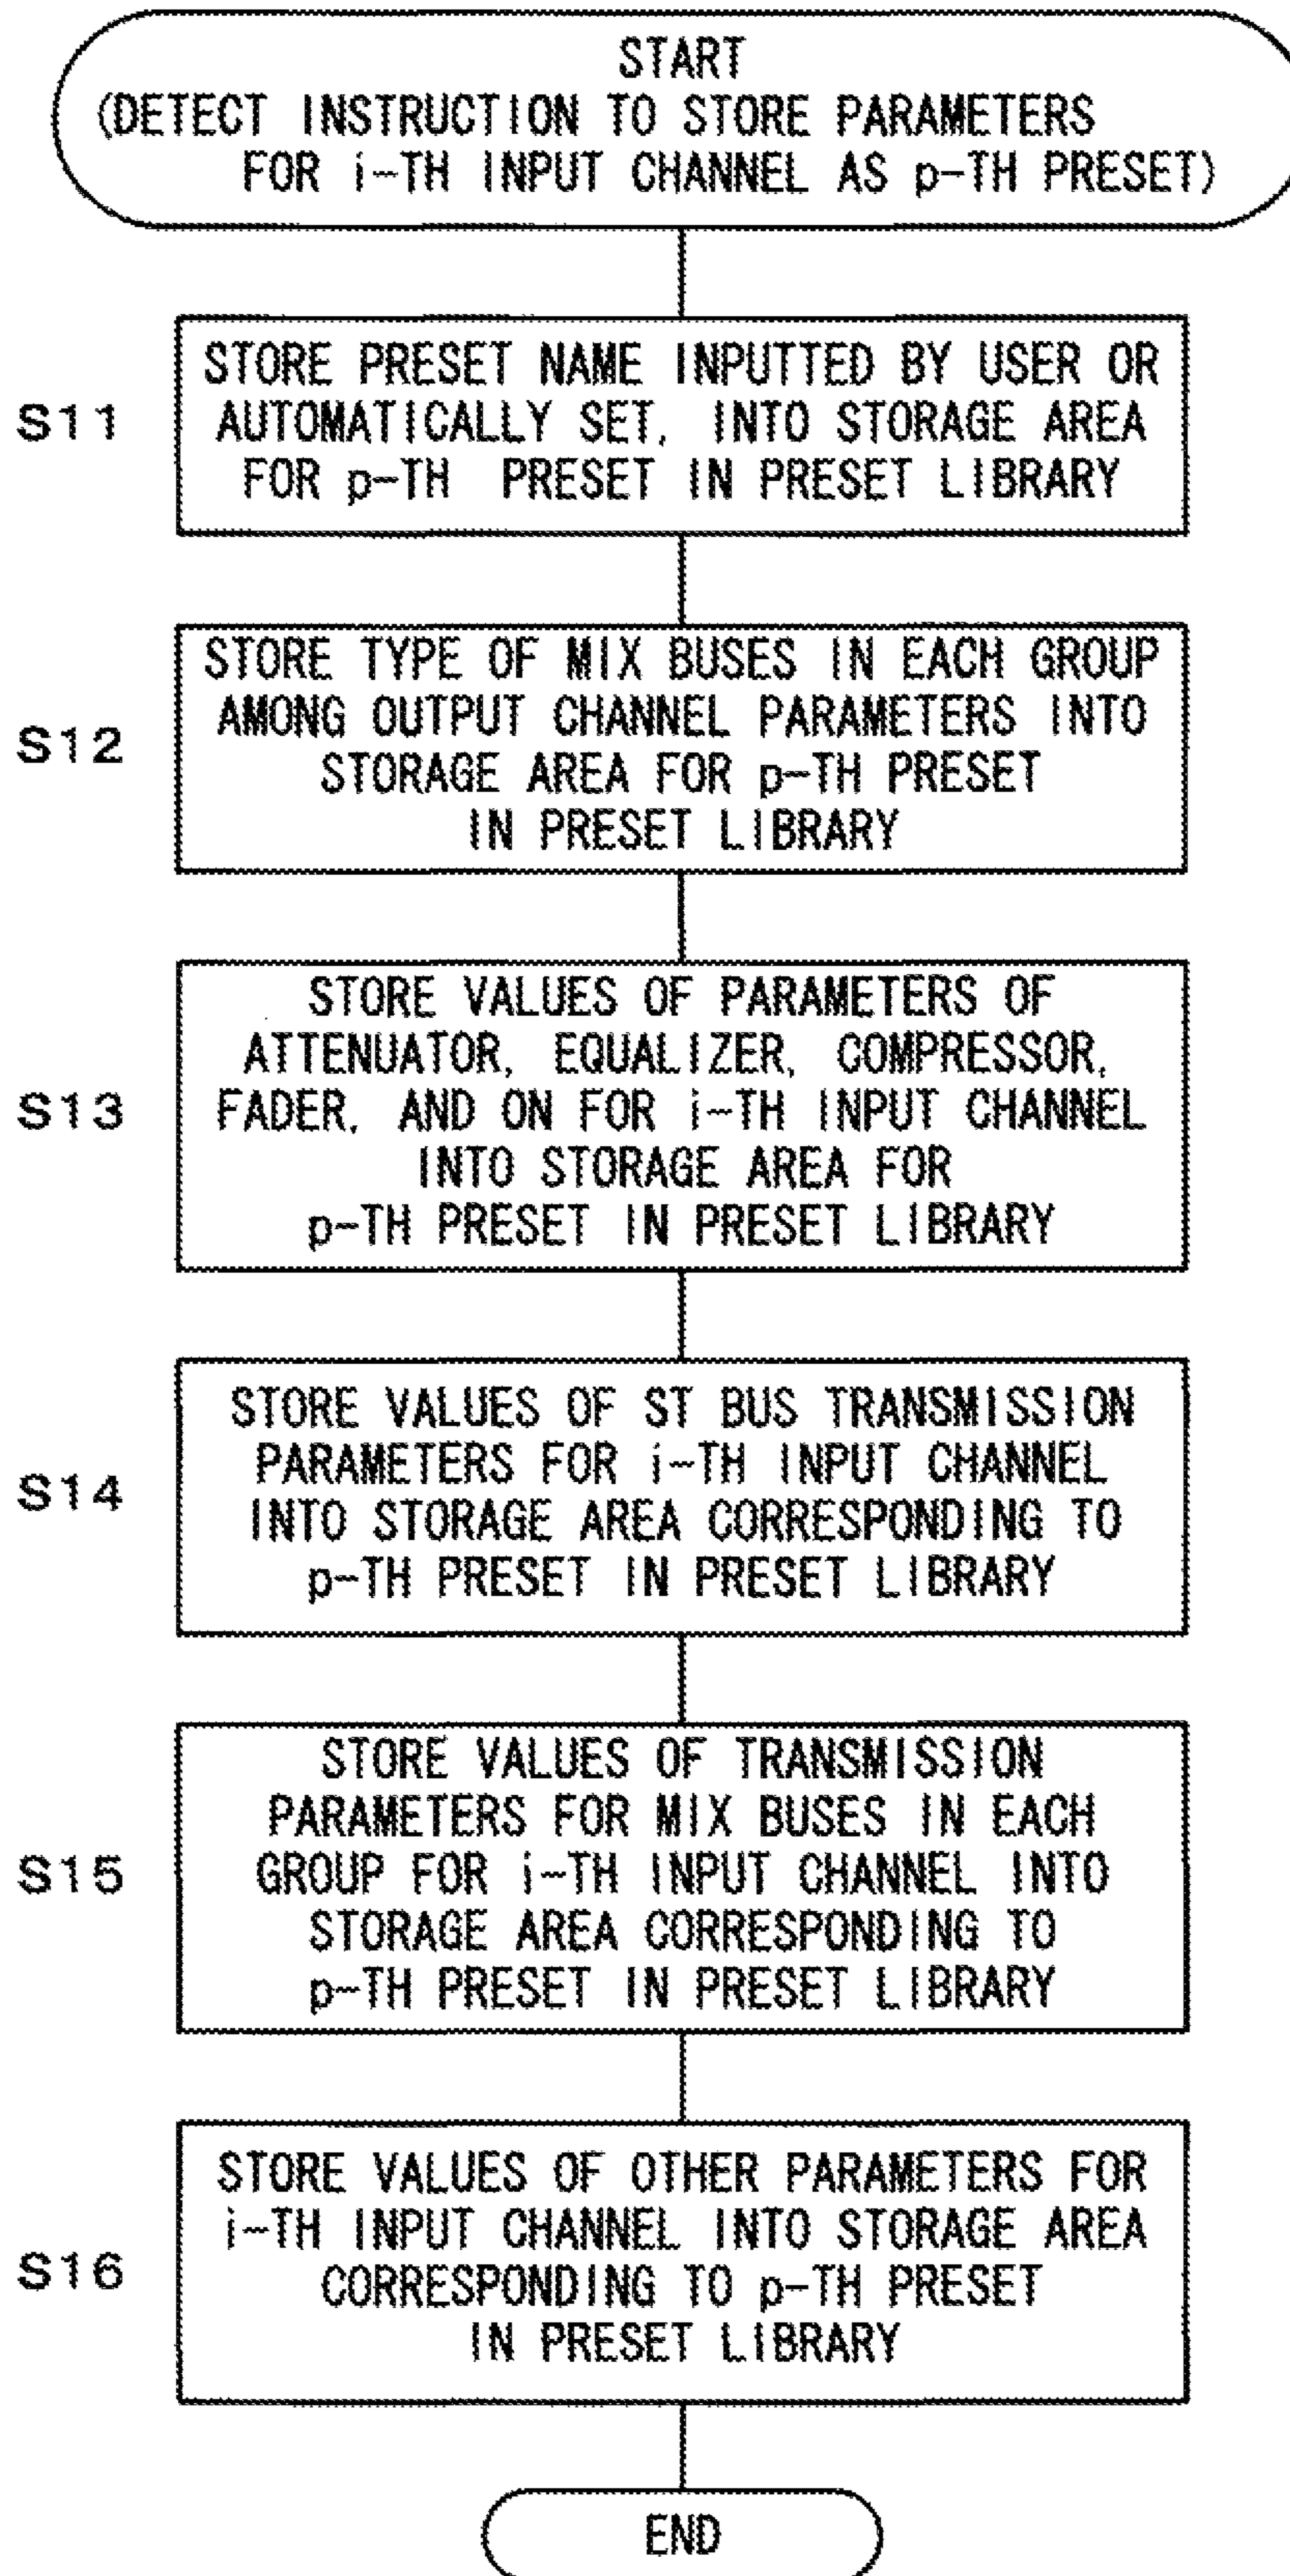 START
(DETECT INSTRUCTION TO STORE PARAMETERS
FOR i-TH INPUT CHANNEL AS p-TH PRESET)
S11
STORE PRESET NAME INPUTTED BY USER OR
AUTOMATICALLY SET, INTO STORAGE AREA
FOR p-TH PRESET IN PRESET LIBRARY
S12
STORE TYPE OF MIX BUSES IN EACH GROUP
AMONG OUTPUT CHANNEL PARAMETERS INTO
STORAGE AREA FOR p-TH PRESET
IN PRESET LIBRARY
S13
STORE VALUES OF PARAMETERS OF
ATTENUATOR, EQUALIZER, COMPRESSOR,
FADER, AND ON FOR i-TH INPUT CHANNEL
INTO STORAGE AREA FOR
p-TH PRESET IN PRESET LIBRARY
S14
STORE VALUES OF ST BUS TRANSMISSION
PARAMETERS FOR i-TH INPUT CHANNEL
INTO STORAGE AREA CORRESPONDING TO
p-TH PRESET IN PRESET LIBRARY
S15
STORE VALUES OF TRANSMISSION
PARAMETERS FOR MIX BUSES IN EACH
GROUP FOR i-TH INPUT CHANNEL INTO
STORAGE AREA CORRESPONDING TO
p-TH PRESET IN PRESET LIBRARY
S16
STORE VALUES OF OTHER PARAMETERS FOR
i-TH INPUT CHANNEL INTO STORAGE AREA
CORRESPONDING TO p-TH PRESET
IN PRESET LIBRARY
END